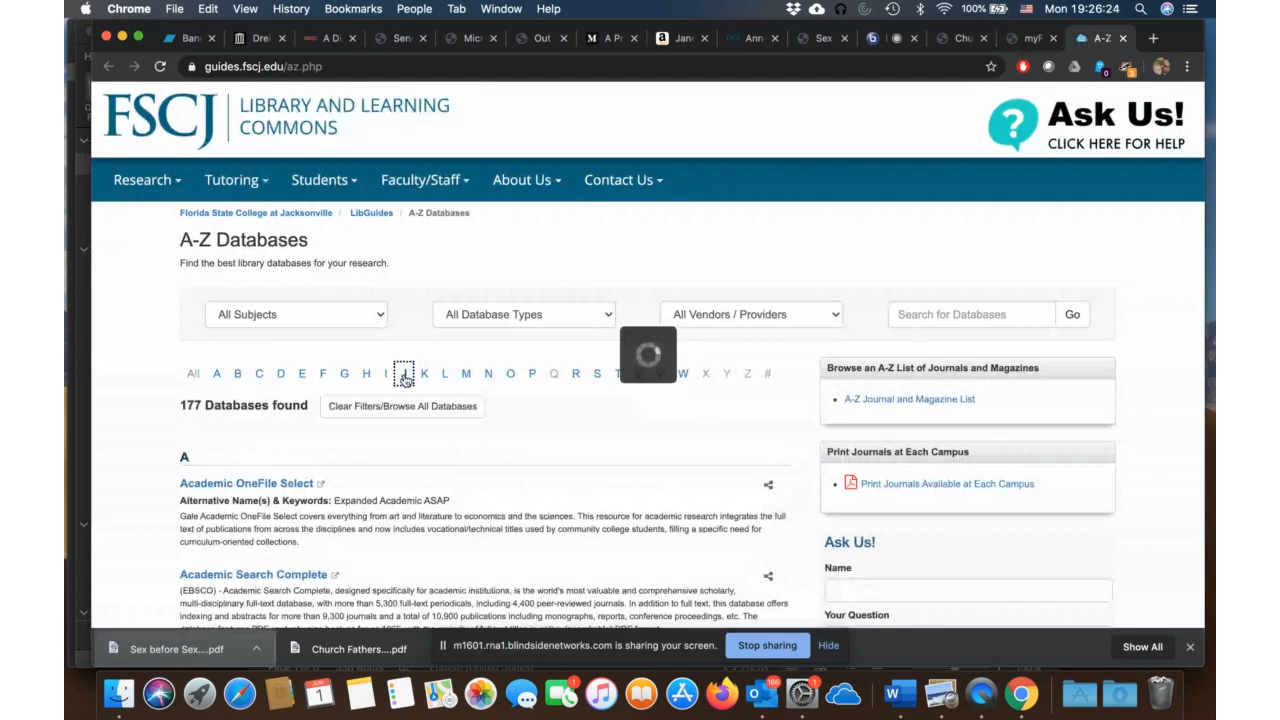 Chrome File Edit View History Bookmarks People Tab Window Help 100% Mon 19:26:24
Ban Drei A Di Sen Micr Out A Pr Jan Ann Sex Chu myF A-Z
guides.fscj.edu/az.php
FSCJ LIBRARY AND LEARNING COMMONS
Ask Us!
CLICK HERE FOR HELP
Research Tutoring Students Faculty/Staff About Us Contact Us
Florida State College at Jacksonville / LibGuides / A-Z Databases
A-Z Databases
Find the best library databases for your research.
All Subjects All Database Types All Vendors / Providers Search for Databases Go
All A B C D E F G H I J K L M N O P Q R S T W X Y Z #
177 Databases found Clear Filters/Browse All Databases
A
Academic OneFile Select
Alternative Name(s) & Keywords: Expanded Academic ASAP
Gale Academic OneFile Select covers everything from art and literature to economics and the sciences. This resource for academic research integrates the full
text of publications from across the disciplines and now includes vocational/technical titles used by community college students, filling a specific need for
curriculum-oriented collections.
Academic Search Complete
(EBSCO) - Academic Search Complete, designed specifically for academic institutions, is the world's most valuable and comprehensive scholarly,
multi-disciplinary full-text database, with more than 5,300 full-text periodicals, including 4,400 peer-reviewed journals. In addition to full text, this database offers
indexing and abstracts for more than 9,300 journals and a total of 10,900 publications including monographs, reports, conference proceedings, etc. The
Browse an A-Z List of Journals and Magazines
A-Z Journal and Magazine List
Print Journals at Each Campus
Print Journals Available at Each Campus
Ask Us!
Name
Your Question
Sex before Sex....pdf Church Fathers....pdf m1601.rna1.blindsidenetworks.com is sharing your screen. Stop sharing Hide Show All
JUN 1 1 166 1